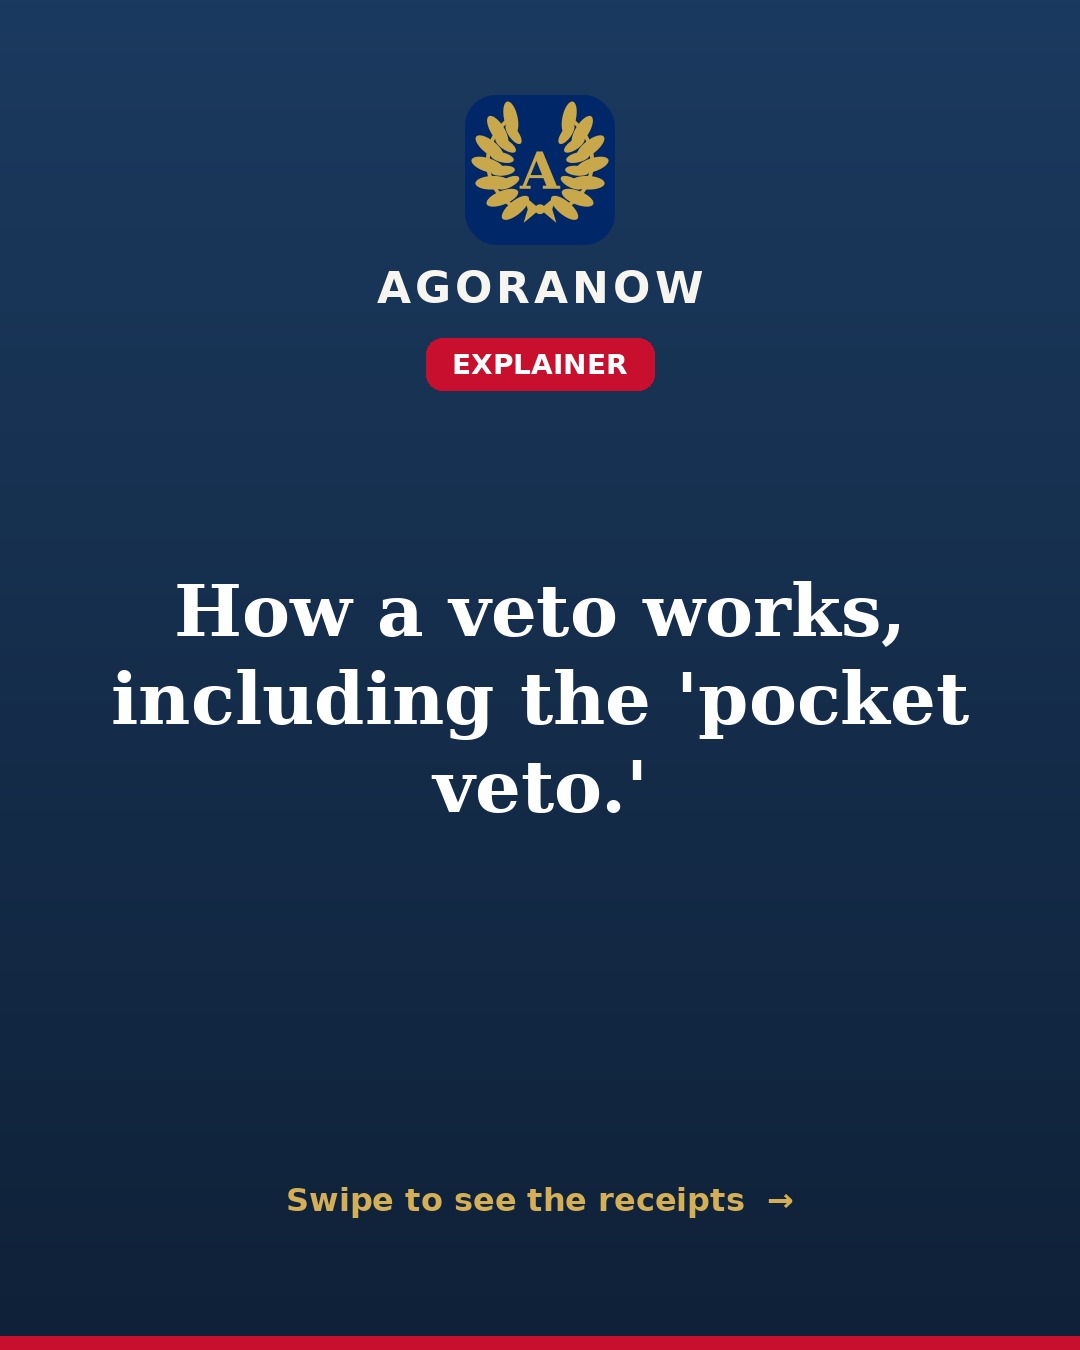 A
AGORANOW
EXPLAINER
How a veto works,
including the 'pocket
veto.'
Swipe to see the receipts →